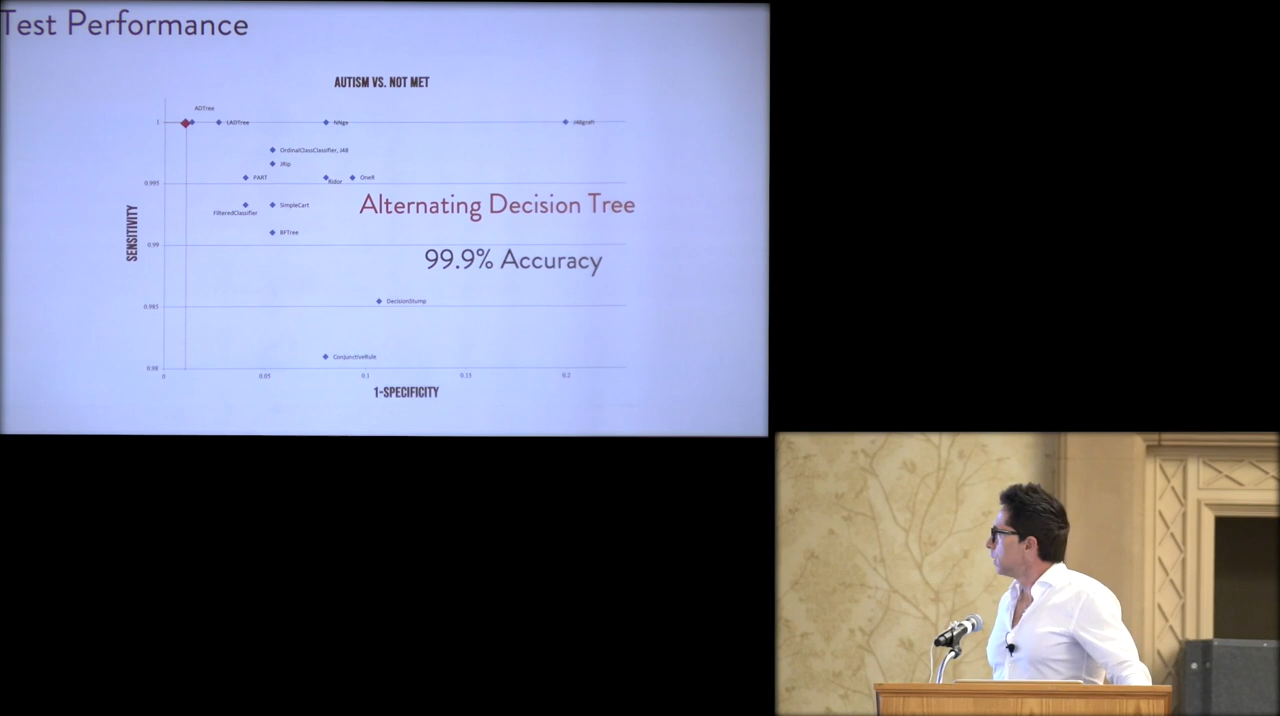 Test Performance
AUTISM VS. NOT MET
ADTree
1
LADTree
NNge
J48graft
OrdinalClassClassifier, J48
JRip
PART
Ridor
OneR
0.995
Alternating Decision Tree
FilteredClassifier
SimpleCart
BFTree
SENSITIVITY
0.99
99.9% Accuracy
DecisionStump
0.985
ConjunctiveRule
0.98
0
0.05
0.1
0.15
0.2
1-SPECIFICITY